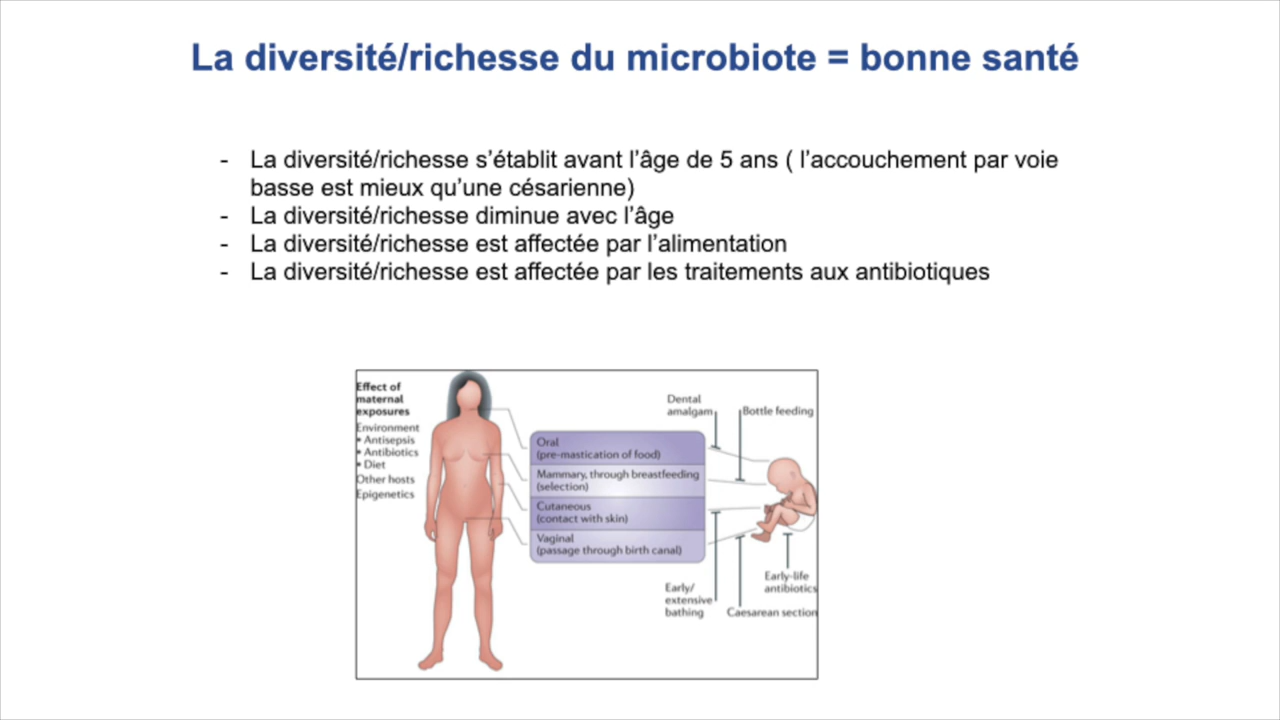 La diversité/richesse du microbiote = bonne santé
- La diversité/richesse s'établit avant l'âge de 5 ans ( l'accouchement par voie
basse est mieux qu'une césarienne)
- La diversité/richesse diminue avec l'âge
- La diversité/richesse est affectée par l'alimentation
- La diversité/richesse est affectée par les traitements aux antibiotiques
Effect of
maternal
exposures
Environment
• Antisepsis
• Antibiotics
• Diet
Other hosts
Epigenetics
Oral
(pre-mastication of food)
Mammary, through breastfeeding
(selection)
Cutaneous
(contact with skin)
Vaginal
(passage through birth canal)
Dental
amalgam
Bottle feeding
Early/
extensive
bathing
Caesarean section
Early-life
antibiotics